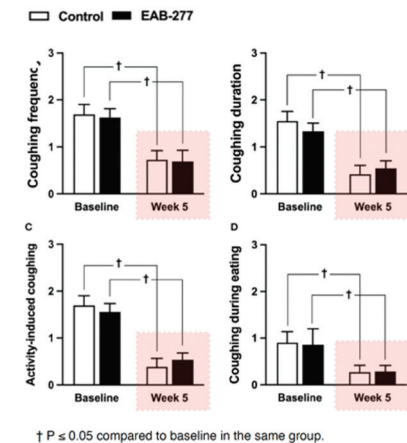 Control EAB-277
Coughing frequency
3
2
1
0
†
†
Baseline Week 5
Coughing duration
3
2
1
0
†
†
Baseline Week 5
C
Activity-induced coughing
3
2
1
0
†
†
Baseline Week 5
D
Coughing during eating
3
2
1
0
†
†
Baseline Week 5
† P ≤ 0.05 compared to baseline in the same group.